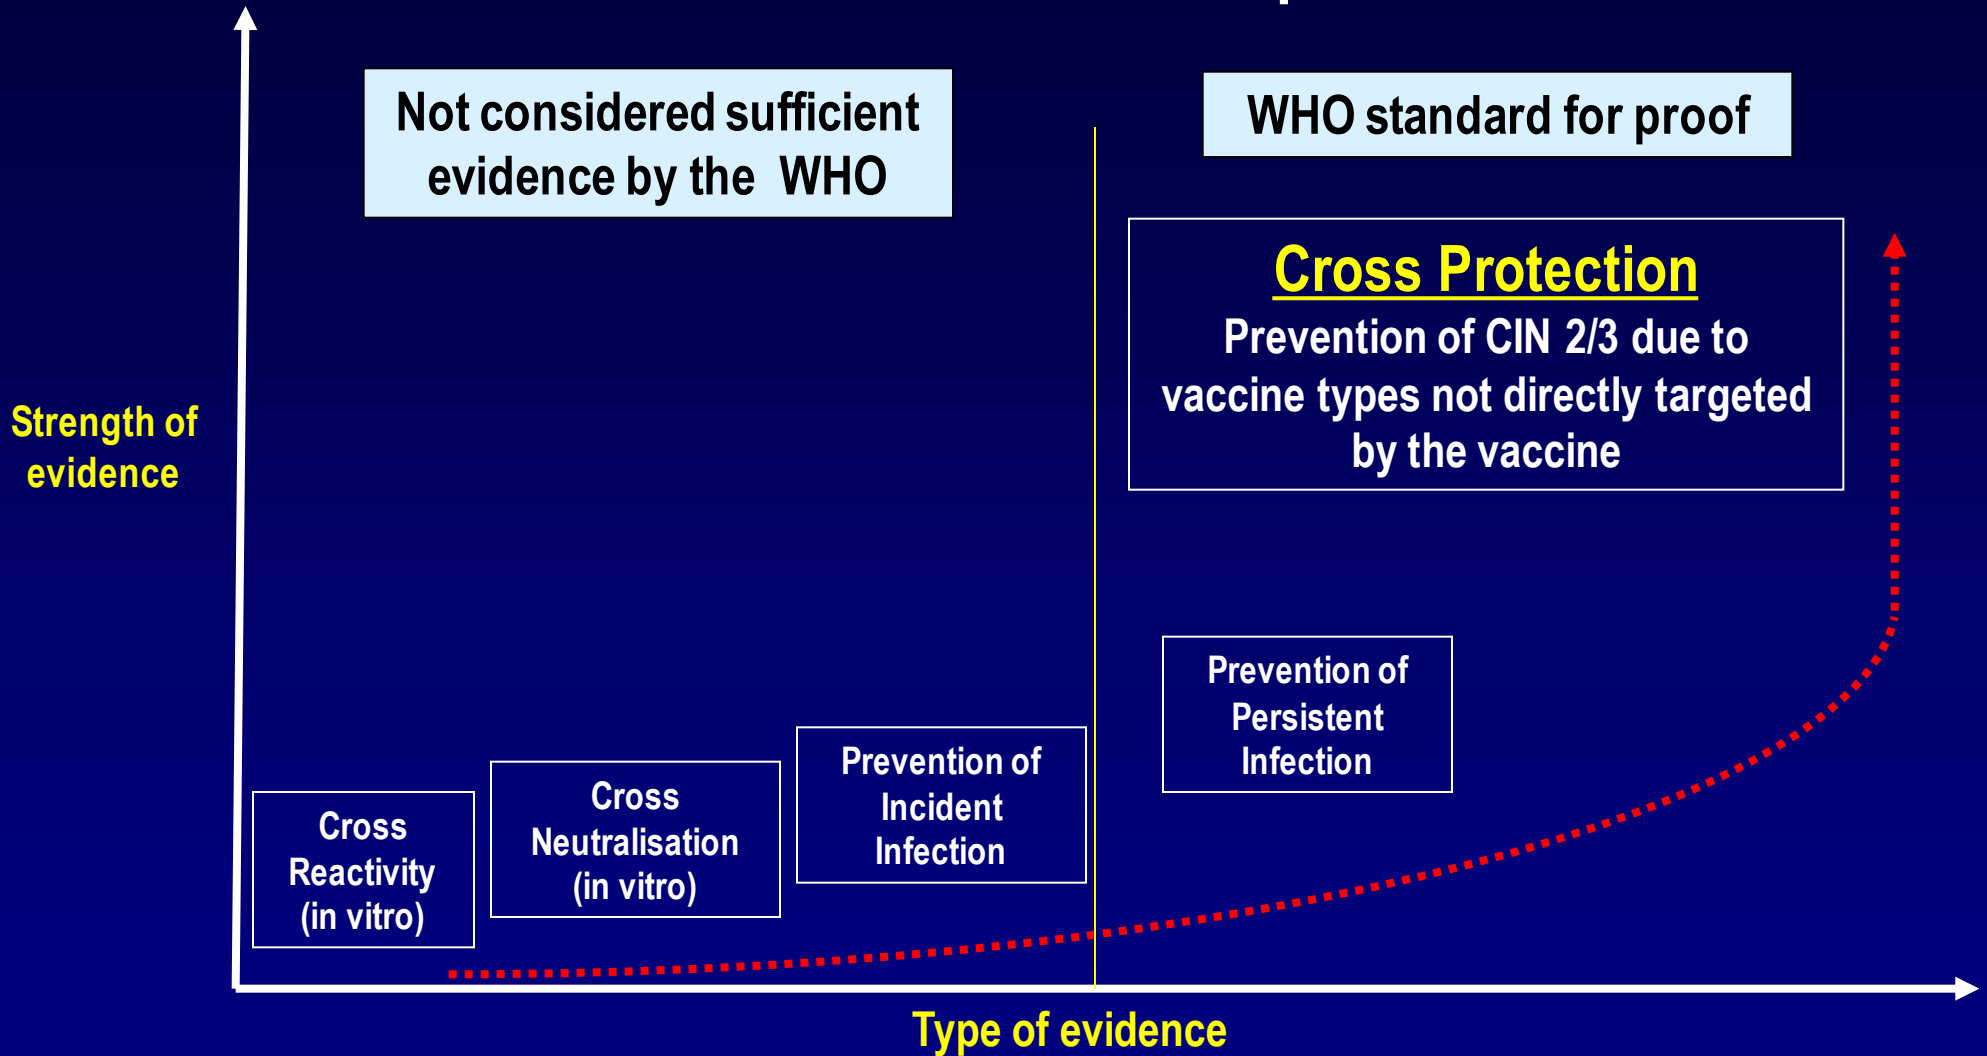 Not considered sufficient
evidence by the WHO
WHO standard for proof
Cross Protection
Prevention of CIN 2/3 due to
vaccine types not directly targeted
by the vaccine
Strength of
evidence
Prevention of
Persistent
Infection
Prevention of
Incident
Infection
Cross
Neutralisation
(in vitro)
Cross
Reactivity
(in vitro)
Type of evidence